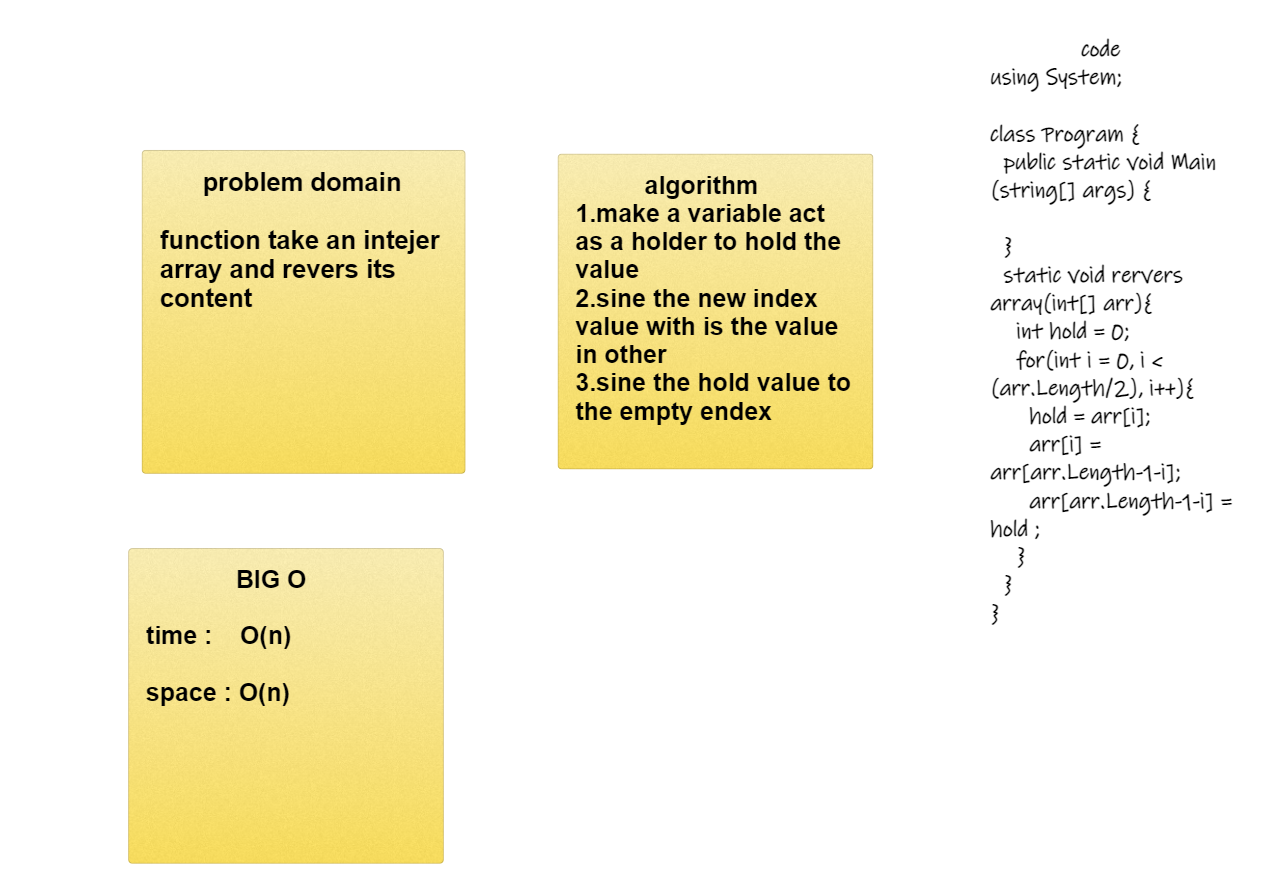 problem domain
function take an intejer
array and revers its
content
algorithm
1.make a variable act
as a holder to hold the
value
2.sine the new index
value with is the value
in other
3.sine the hold value to
the empty endex
BIG O
time : O(n)
space : O(n)
code
using System;
class Program {
public static void Main
(string[] args) {
}
static void rervers
array(int[] arr){
int hold = 0;
for(int i = 0, i <
(arr.Length/2), i++){
hold = arr[i];
arr[i] =
arr[arr.Length-1-i];
arr[arr.Length-1-i] =
hold ;
}
}
}